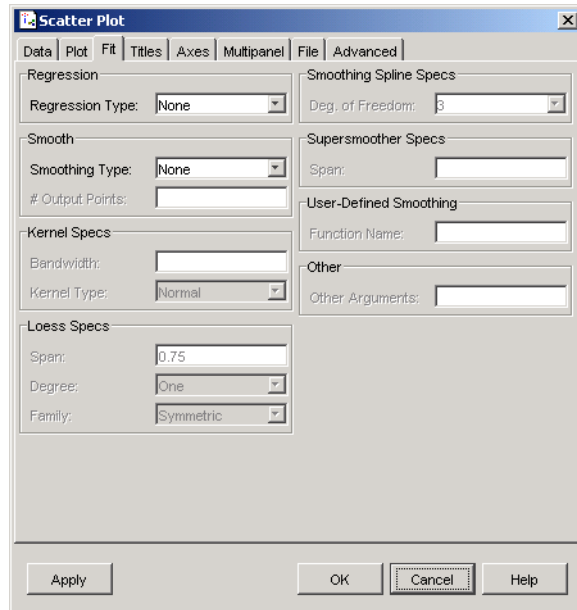 Scatter Plot
Data Plot Fit Titles Axes Multipanel File Advanced
Regression
Regression Type: None
Smooth
Smoothing Type: None
# Output Points:
Kernel Specs
Bandwidth:
Kernel Type: Normal
Loess Specs
Span: 0.75
Degree: One
Family: Symmetric
Smoothing Spline Specs
Deg. of Freedom: 3
Supersmoother Specs
Span:
User-Defined Smoothing
Function Name:
Other
Other Arguments:
Apply OK Cancel Help